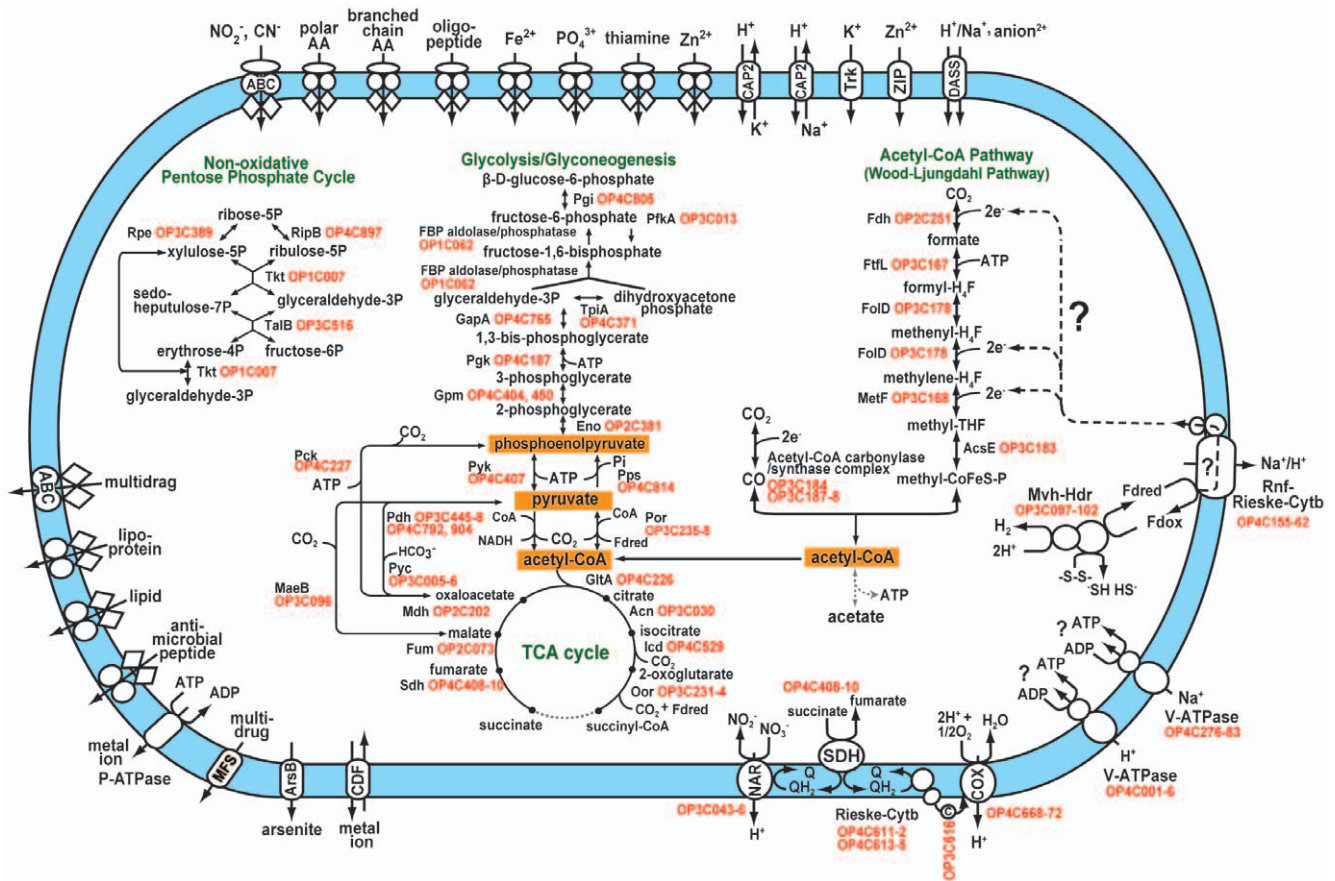 NO₂⁻, CN⁻
polar
AA
branched
chain
AA
oligo-
peptide
Fe²⁺
PO₄³⁺
thiamine
Zn²⁺
H⁺
H⁺
K⁺
Zn²⁺
H⁺/Na⁺, anion²⁺
ABC
CAP2
CAP2
Trk
ZIP
DASS
K⁺
Na⁺
Non-oxidative
Pentose Phosphate Cycle
ribose-5P
Rpe OP3C389
RipB OP4C897
xylulose-5P
ribulose-5P
Tkt OP1C007
sedo-
heputulose-7P
glyceraldehyde-3P
TalB OP3C516
erythrose-4P
fructose-6P
Tkt OP1C007
glyceraldehyde-3P
Glycolysis/Glyconeogenesis
β-D-glucose-6-phosphate
Pgi OP4C805
fructose-6-phosphate
PfkA OP3C013
FBP aldolase/phosphatase
OP1C062
fructose-1,6-bisphosphate
FBP aldolase/phosphatase
OP1C062
glyceraldehyde-3P
dihydroxyacetone
phosphate
TpiA
OP4C371
GapA OP4C765
1,3-bis-phosphoglycerate
Pgk OP4C187
ATP
3-phosphoglycerate
Gpm OP4C404, 450
2-phosphoglycerate
Eno OP2C381
phosphoenolpyruvate
CO₂
Pck
OP4C227
ATP
Pyk
OP4C407
ATP
Pi
Pps
OP4C814
pyruvate
Pdh OP3C445-8
OP4C792, 904
CoA
NADH
CO₂
CoA
Fdred
Por
OP3C235-8
HCO₃⁻
Pyc
OP3C005-6
CO₂
MaeB
OP3C096
acetyl-CoA
GltA OP4C226
oxaloacetate
citrate
Mdh OP2C202
Acn OP3C030
malate
isocitrate
Fum OP2C073
Icd OP4C529
CO₂
TCA cycle
fumarate
2-oxoglutarate
Sdh OP4C408-10
Oor OP3C231-4
CO₂+ Fdred
succinate
succinyl-CoA
Acetyl-CoA Pathway
(Wood-Ljungdahl Pathway)
CO₂
Fdh OP2C251
2e⁻
formate
FtfL OP3C167
ATP
formyl-H₄F
FolD OP3C178
methenyl-H₄F
FolD OP3C178
2e⁻
methylene-H₄F
MetF OP3C168
2e⁻
methyl-THF
AcsE OP3C183
methyl-CoFeS-P
?
CO₂
2e⁻
Acetyl-CoA carbonylase
/synthase complex
CO
OP3C184
OP3C187-8
acetyl-CoA
ATP
acetate
?
Na⁺/H⁺
Rnf-
Rieske-Cytb
OP4C155-62
Mvh-Hdr
OP3C097-102
Fdred
Fdox
H₂
2H⁺
-S-S-
-SH HS-
ABC
multidrag
lipo-
protein
lipid
anti-
microbial
peptide
ATP
ADP
metal
ion
P-ATPase
multi-
drug
MFS
ArsB
arsenite
CDF
metal
ion
NO₂⁻
NO₃⁻
NAR
OP3C043-6
H⁺
OP4C408-10
succinate
fumarate
SDH
Q
QH₂
Q
QH₂
Rieske-Cytb
OP4C611-2
OP4C613-5
C
OP3C616
2H⁺ +
1/2O₂
H₂O
COX
OP4C668-72
H⁺
?
ATP
ADP
H⁺
V-ATPase
OP4C001-6
?
ATP
ADP
Na⁺
V-ATPase
OP4C276-83